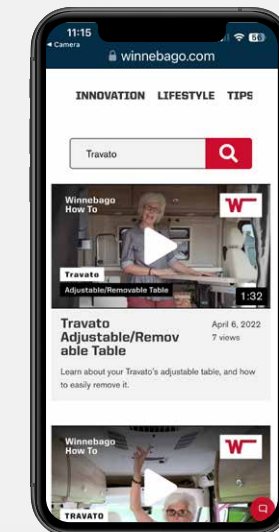 11:15
56
◂ Camera
winnebago.com
INNOVATION LIFESTYLE TIPS
Travato
Winnebago
How To
W
Travato
Adjustable/Removable Table
1:32
Travato
Adjustable/Remov
able Table
April 6, 2022
7 views
Learn about your Travato's adjustable table, and how
to easily remove it.
Winnebago
How To
W
TRAVATO